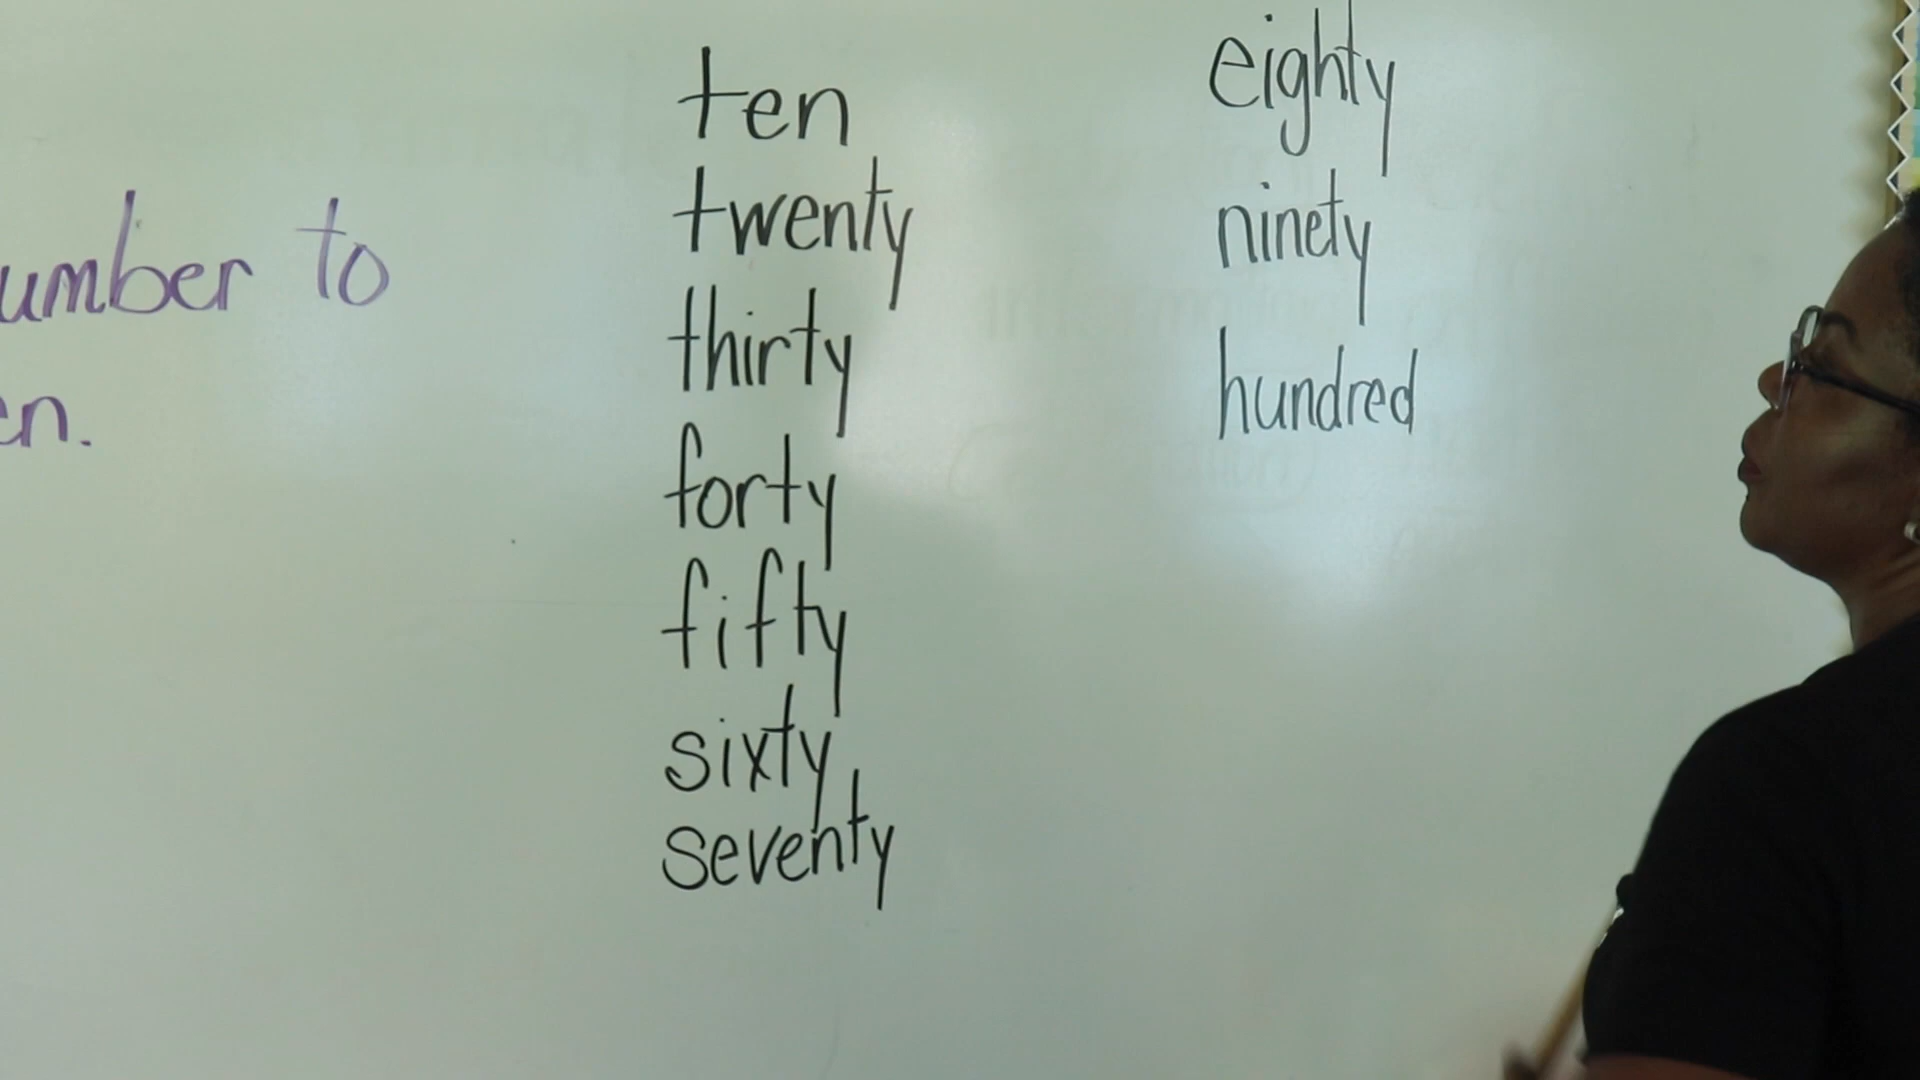 umber to
en.
ten
twenty
thirty
forty
fifty
sixty
seventy
eighty
ninety
hundred